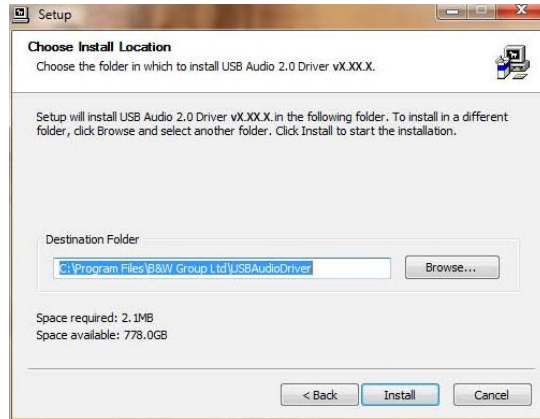 Setup
Choose Install Location
Choose the folder in which to install USB Audio 2.0 Driver vX.XX.X.
Setup will install USB Audio 2.0 Driver vX.XX.X.in the following folder. To install in a different
folder, click Browse and select another folder. Click Install to start the installation.
Destination Folder
C:\Program Files\B&W Group Ltd\USBAudioDriver
Browse...
Space required: 2.1MB
Space available: 778.0GB
< Back
Install
Cancel